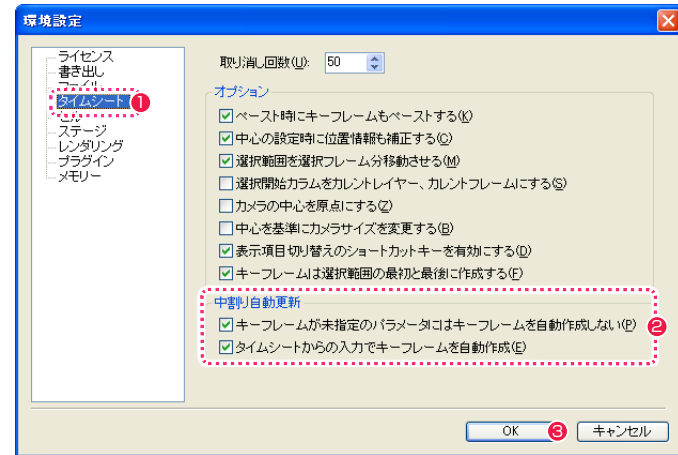 環境設定
ライセンス
書き出し
ファイル
タイムシート
1
セル
ステージ
レンダリング
プラグイン
メモリー
取り消し回数(U): 50
オプション
ペースト時にキーフレームもペーストする(K)
中心の設定時に位置情報も補正する(C)
選択範囲を選択フレーム分移動させる(M)
選択開始カラムをカレントレイヤー、カレントフレームにする(S)
カメラの中心を原点にする(Z)
中心を基準にカメラサイズを変更する(B)
表示項目切り替えのショートカットキーを有効にする(D)
キーフレームは選択範囲の最初と最後に作成する(F)
中割り自動更新
キーフレームが未指定のパラメータにはキーフレームを自動作成しない(P)
2
タイムシートからの入力でキーフレームを自動作成(E)
OK
3
キャンセル